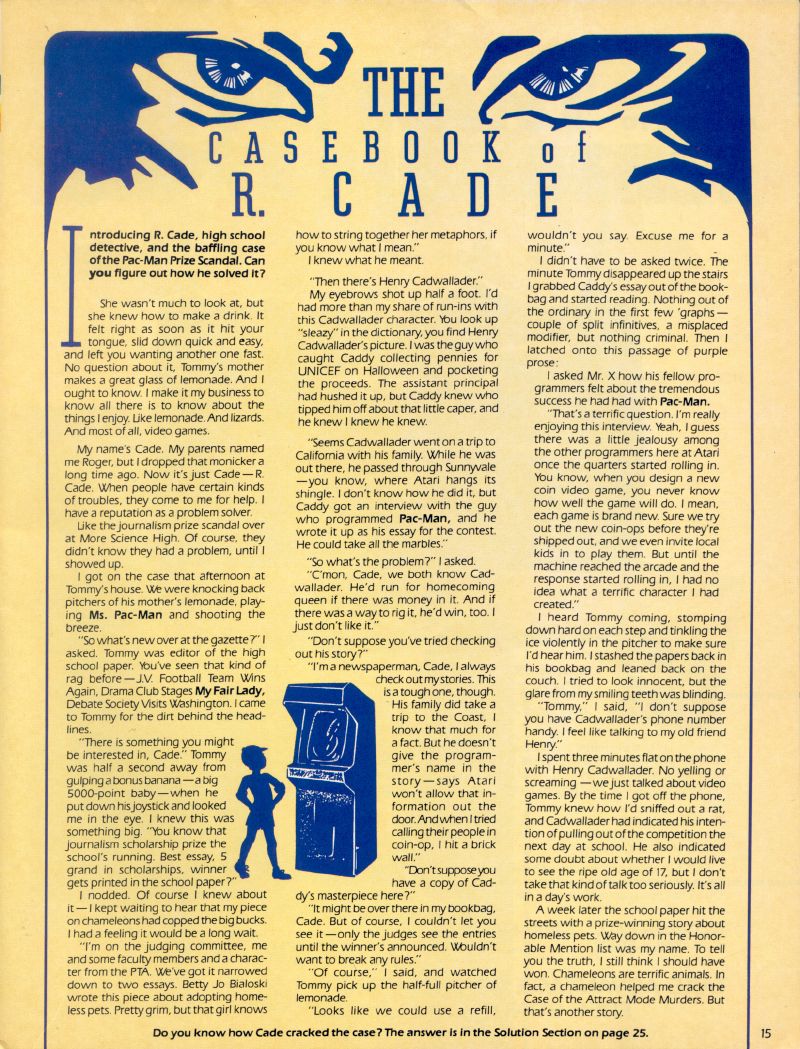 THE
CASEBOOK of
R. CADE
Introducing R. Cade, high school
detective, and the baffling case
of the Pac-Man Prize Scandal. Can
you figure out how he solved it?
She wasn't much to look at, but
she knew how to make a drink. It
felt right as soon as it hit your
tongue, slid down quick and easy,
and left you wanting another one fast.
No question about it, Tommy's mother
makes a great glass of lemonade. And I
ought to know. I make it my business to
know all there is to know about the
things I enjoy. Like lemonade. And lizards.
And most of all, video games.
My name's Cade. My parents named
me Roger, but I dropped that monicker a
long time ago. Now it's just Cade—R.
Cade. When people have certain kinds
of troubles, they come to me for help. I
have a reputation as a problem solver.
Like the journalism prize scandal over
at More Science High. Of course, they
didn't know they had a problem, until I
showed up.
I got on the case that afternoon at
Tommy's house. We were knocking back
pitchers of his mother's lemonade, play-
ing Ms. Pac-Man and shooting the
breeze.
"So what's new over at the gazette?" I
asked. Tommy was editor of the high
school paper. You've seen that kind of
rag before—J.V. Football Team Wins
Again, Drama Club Stages My Fair Lady,
Debate Society Visits Washington. I came
to Tommy for the dirt behind the head-
lines.
"There is something you might
be interested in, Cade." Tommy
was half a second away from
gulping a bonus banana—a big
5000-point baby—when he
put down his joystick and looked
me in the eye. I knew this was
something big. "You know that
journalism scholarship prize the
school's running. Best essay, 5
grand in scholarships, winner
gets printed in the school paper?"
I nodded. Of course I knew about
it—I kept waiting to hear that my piece
on chameleons had copped the big bucks.
I had a feeling it would be a long wait.
"I'm on the judging committee, me
and some faculty members and a charac-
ter from the PTA. We've got it narrowed
down to two essays. Betty Jo Bialoski
wrote this piece about adopting home-
less pets. Pretty grim, but that girl knows
how to string together her metaphors, if
you know what I mean."
I knew what he meant.
"Then there's Henry Cadwallader."
My eyebrows shot up half a foot. I'd
had more than my share of run-ins with
this Cadwallader character. You look up
"sleazy" in the dictionary, you find Henry
Cadwallader's picture. I was the guy who
caught Caddy collecting pennies for
UNICEF on Halloween and pocketing
the proceeds. The assistant principal
had hushed it up, but Caddy knew who
tipped him off about that little caper, and
he knew I knew he knew.
"Seems Cadwallader went on a trip to
California with his family. While he was
out there, he passed through Sunnyvale
—you know, where Atari hangs its
shingle. I don't know how he did it, but
Caddy got an interview with the guy
who programmed Pac-Man, and he
wrote it up as his essay for the contest.
He could take all the marbles."
"So what's the problem?" I asked.
"C'mon, Cade, we both know Cad-
wallader. He'd run for homecoming
queen if there was money in it. And if
there was a way to rig it, he'd win, too. I
just don't like it."
"Don't suppose you've tried checking
out his story?"
"I'm a newspaperman, Cade, I always
check out my stories. This
is a tough one, though.
His family did take a
trip to the Coast, I
know that much for
a fact. But he doesn't
give the program-
mer's name in the
story—says Atari
won't allow that in-
formation out the
door. And when I tried
calling their people in
coin-op, I hit a brick
wall."
"Don't suppose you
have a copy of Cad-
dy's masterpiece here?"
"It might be over there in my bookbag,
Cade. But of course, I couldn't let you
see it—only the judges see the entries
until the winner's announced. Wouldn't
want to break any rules."
"Of course," I said, and watched
Tommy pick up the half-full pitcher of
lemonade.
"Looks like we could use a refill,
wouldn't you say. Excuse me for a
minute."
I didn't have to be asked twice. The
minute Tommy disappeared up the stairs
I grabbed Caddy's essay out of the book-
bag and started reading. Nothing out of
the ordinary in the first few 'graphs—
couple of split infinitives, a misplaced
modifier, but nothing criminal. Then I
latched onto this passage of purple
prose:
I asked Mr. X how his fellow pro-
grammers felt about the tremendous
success he had had with Pac-Man.
"That's a terrific question. I'm really
enjoying this interview. Yeah, I guess
there was a little jealousy among
the other programmers here at Atari
once the quarters started rolling in.
You know, when you design a new
coin video game, you never know
how well the game will do. I mean,
each game is brand new. Sure we try
out the new coin-ops before they're
shipped out, and we even invite local
kids in to play them. But until the
machine reached the arcade and the
response started rolling in, I had no
idea what a terrific character I had
created."
I heard Tommy coming, stomping
down hard on each step and tinkling the
ice violently in the pitcher to make sure
I'd hear him. I stashed the papers back in
his bookbag and leaned back on the
couch. I tried to look innocent, but the
glare from my smiling teeth was blinding.
"Tommy," I said, "I don't suppose
you have Cadwallader's phone number
handy. I feel like talking to my old friend
Henry."
I spent three minutes flat on the phone
with Henry Cadwallader. No yelling or
screaming—we just talked about video
games. By the time I got off the phone,
Tommy knew how I'd sniffed out a rat,
and Cadwallader had indicated his inten-
tion of pulling out of the competition the
next day at school. He also indicated
some doubt about whether I would live
to see the ripe old age of 17, but I don't
take that kind of talk too seriously. It's all
in a day's work.
A week later the school paper hit the
streets with a prize-winning story about
homeless pets. Way down in the Honor-
able Mention list was my name. To tell
you the truth, I still think I should have
won. Chameleons are terrific animals. In
fact, a chameleon helped me crack the
Case of the Attract Mode Murders. But
that's another story.
Do you know how Cade cracked the case? The answer is in the Solution Section on page 25.
15